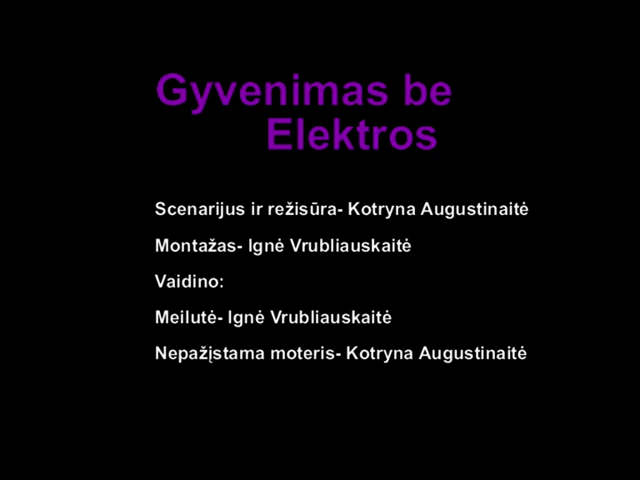 Gyvenimas be
Elektros
Scenarijus ir režisūra- Kotryna Augustinaitė
Montažas- Ignė Vrubliauskaitė
Vaidino:
Meilutė- Ignė Vrubliauskaitė
Nepažįstama moteris- Kotryna Augustinaitė